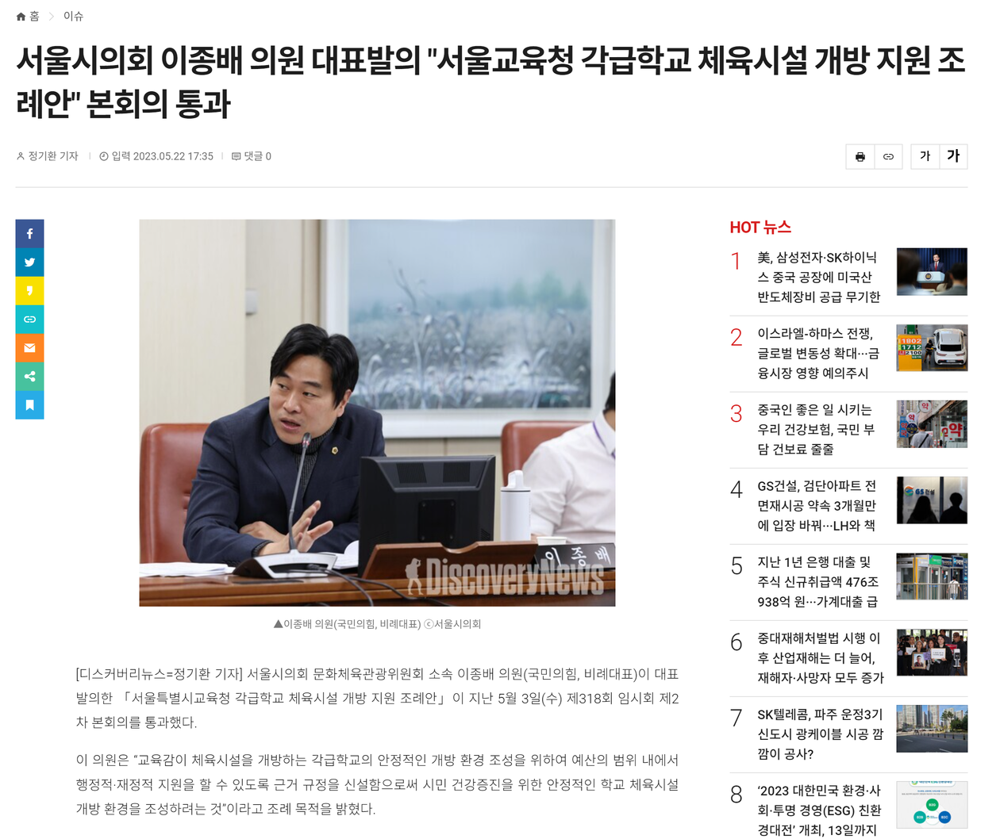 홈 이슈
서울시의회 이종배 의원 대표발의 "서울교육청 각급학교 체육시설 개방 지원 조
례안" 본회의 통과
정기환 기자 입력 2023.05.22 17:35 댓글 0
가 가
이종배
DiscoveryNews
▲이종배 의원(국민의힘, 비례대표) ⓒ서울시의회
[디스커버리뉴스=정기환 기자] 서울시의회 문화체육관광위원회 소속 이종배 의원(국민의힘, 비례대표)이 대표
발의한 「서울특별시교육청 각급학교 체육시설 개방 지원 조례안」이 지난 5월 3일(수) 제318회 임시회 제2
차 본회의를 통과했다.
이 의원은 “교육감이 체육시설을 개방하는 각급학교의 안정적인 개방 환경 조성을 위하여 예산의 범위 내에서
행정적·재정적 지원을 할 수 있도록 근거 규정을 신설함으로써 시민 건강증진을 위한 안정적인 학교 체육시설
개방 환경을 조성하려는 것”이라고 조례 목적을 밝혔다.
HOT 뉴스
1 美, 삼성전자·SK하이닉
스 중국 공장에 미국산
반도체장비 공급 무기한
2 이스라엘-하마스 전쟁,
글로벌 변동성 확대…금
융시장 영향 예의주시
1802
1712
2100
3 중국인 좋은 일 시키는
우리 건강보험, 국민 부
담 건보료 줄줄
약
약
4 GS건설, 검단아파트 전
면재시공 약속 3개월만
에 입장 바꿔…LH와 책
GS건설
5 지난 1년 은행 대출 및
주식 신규취급액 476조
938억 원…가계대출 급
6 중대재해처벌법 시행 이
후 산업재해는 더 늘어,
재해자·사망자 모두 증가
7 SK텔레콤, 파주 운정3기
신도시 광케이블 시공 깜
깜이 공사?
8 ‘2023 대한민국 환경·사
회·투명 경영(ESG) 친환
경대전’ 개최, 13일까지